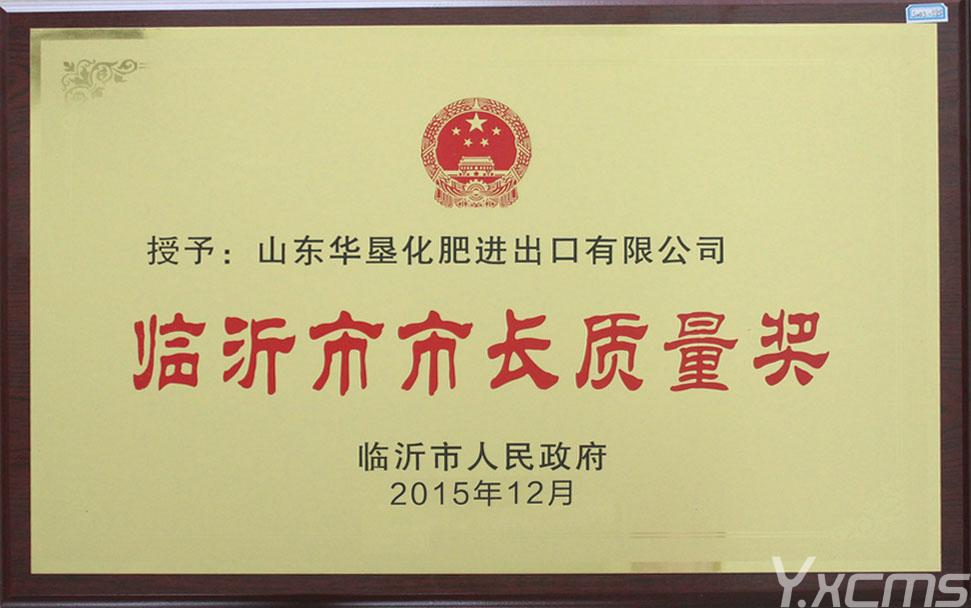 授予：山东华垦化肥进出口有限公司
临沂市市长质量奖
临沂市人民政府
2015年12月
Y.xcms